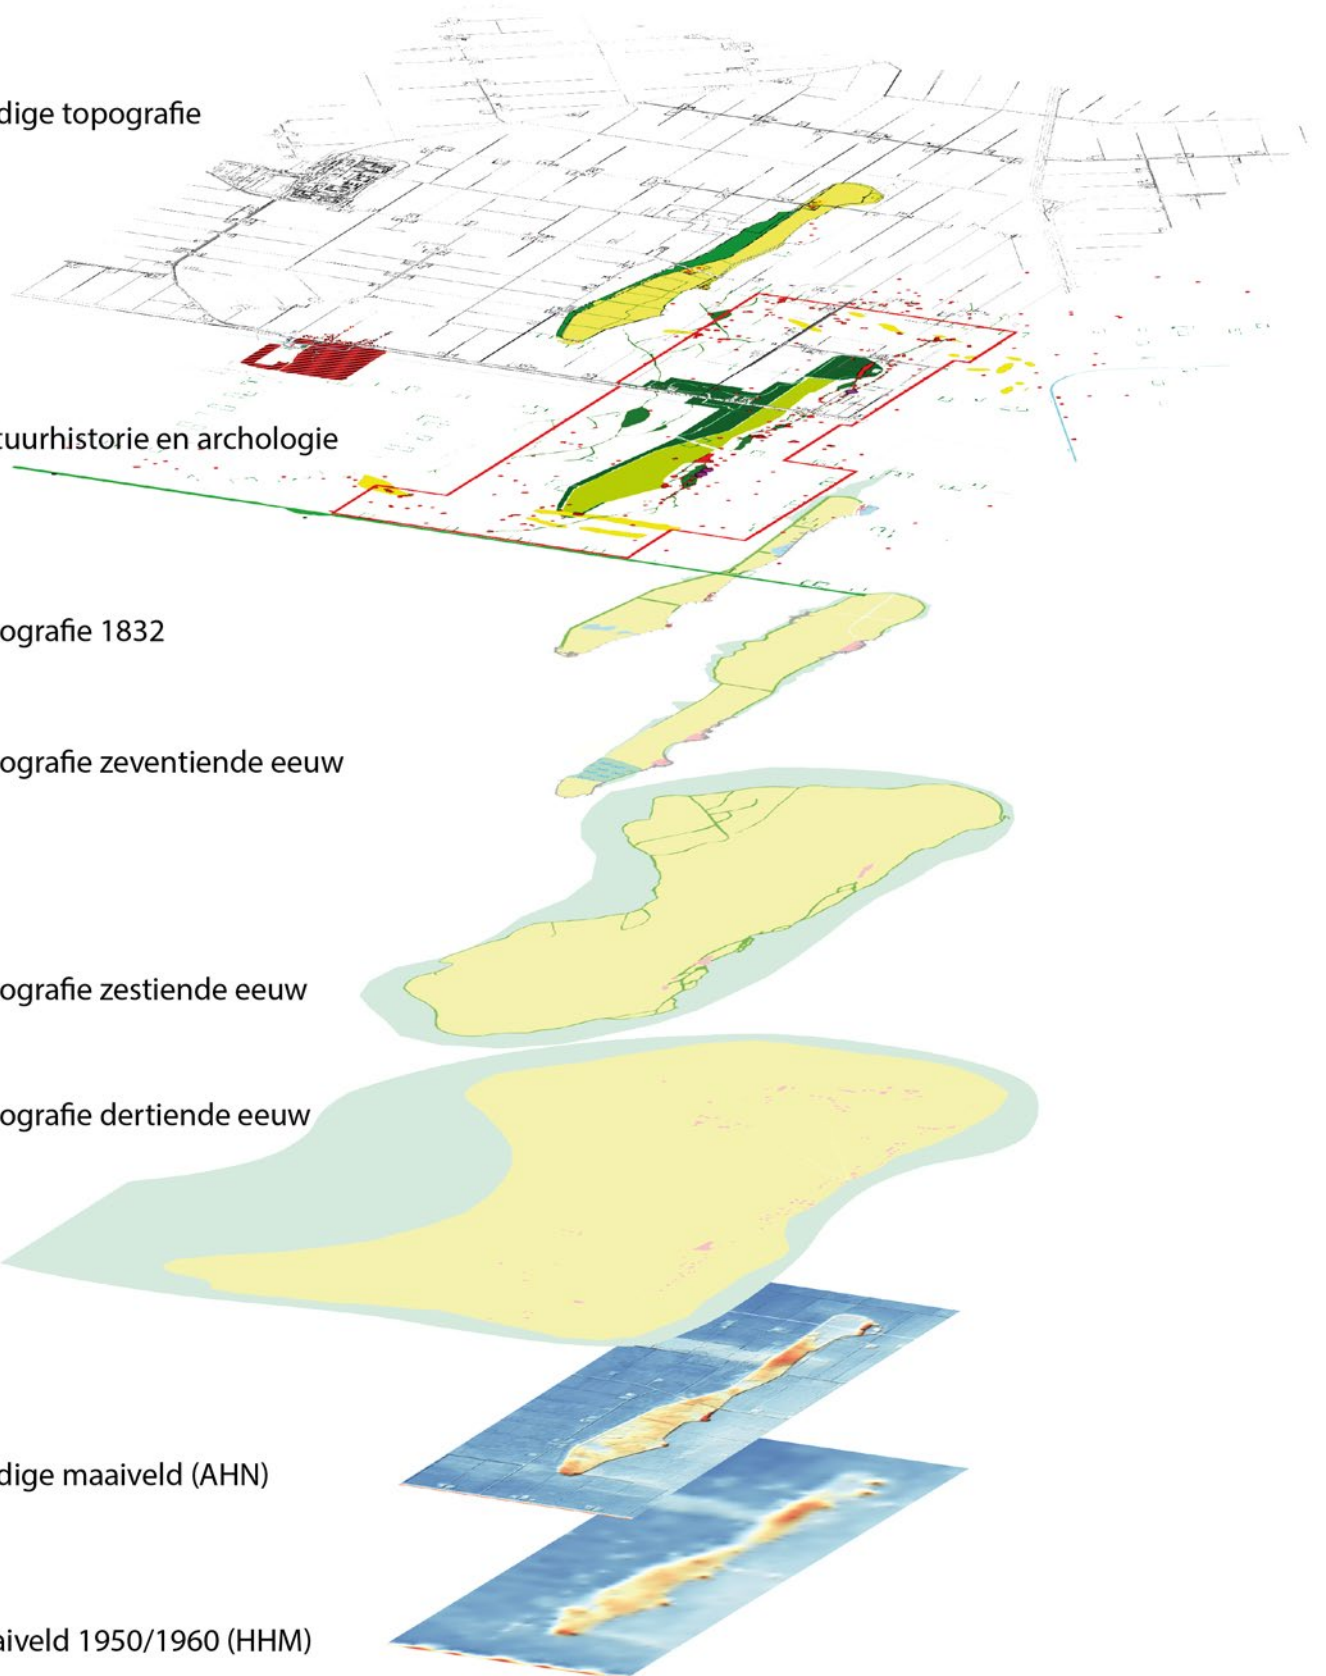 dige topografie
tuurhistorie en archologie
ografie 1832
ografie zeventiende eeuw
ografie zestiende eeuw
ografie dertiende eeuw
dige maaiveld (AHN)
aiveld 1950/1960 (HHM)